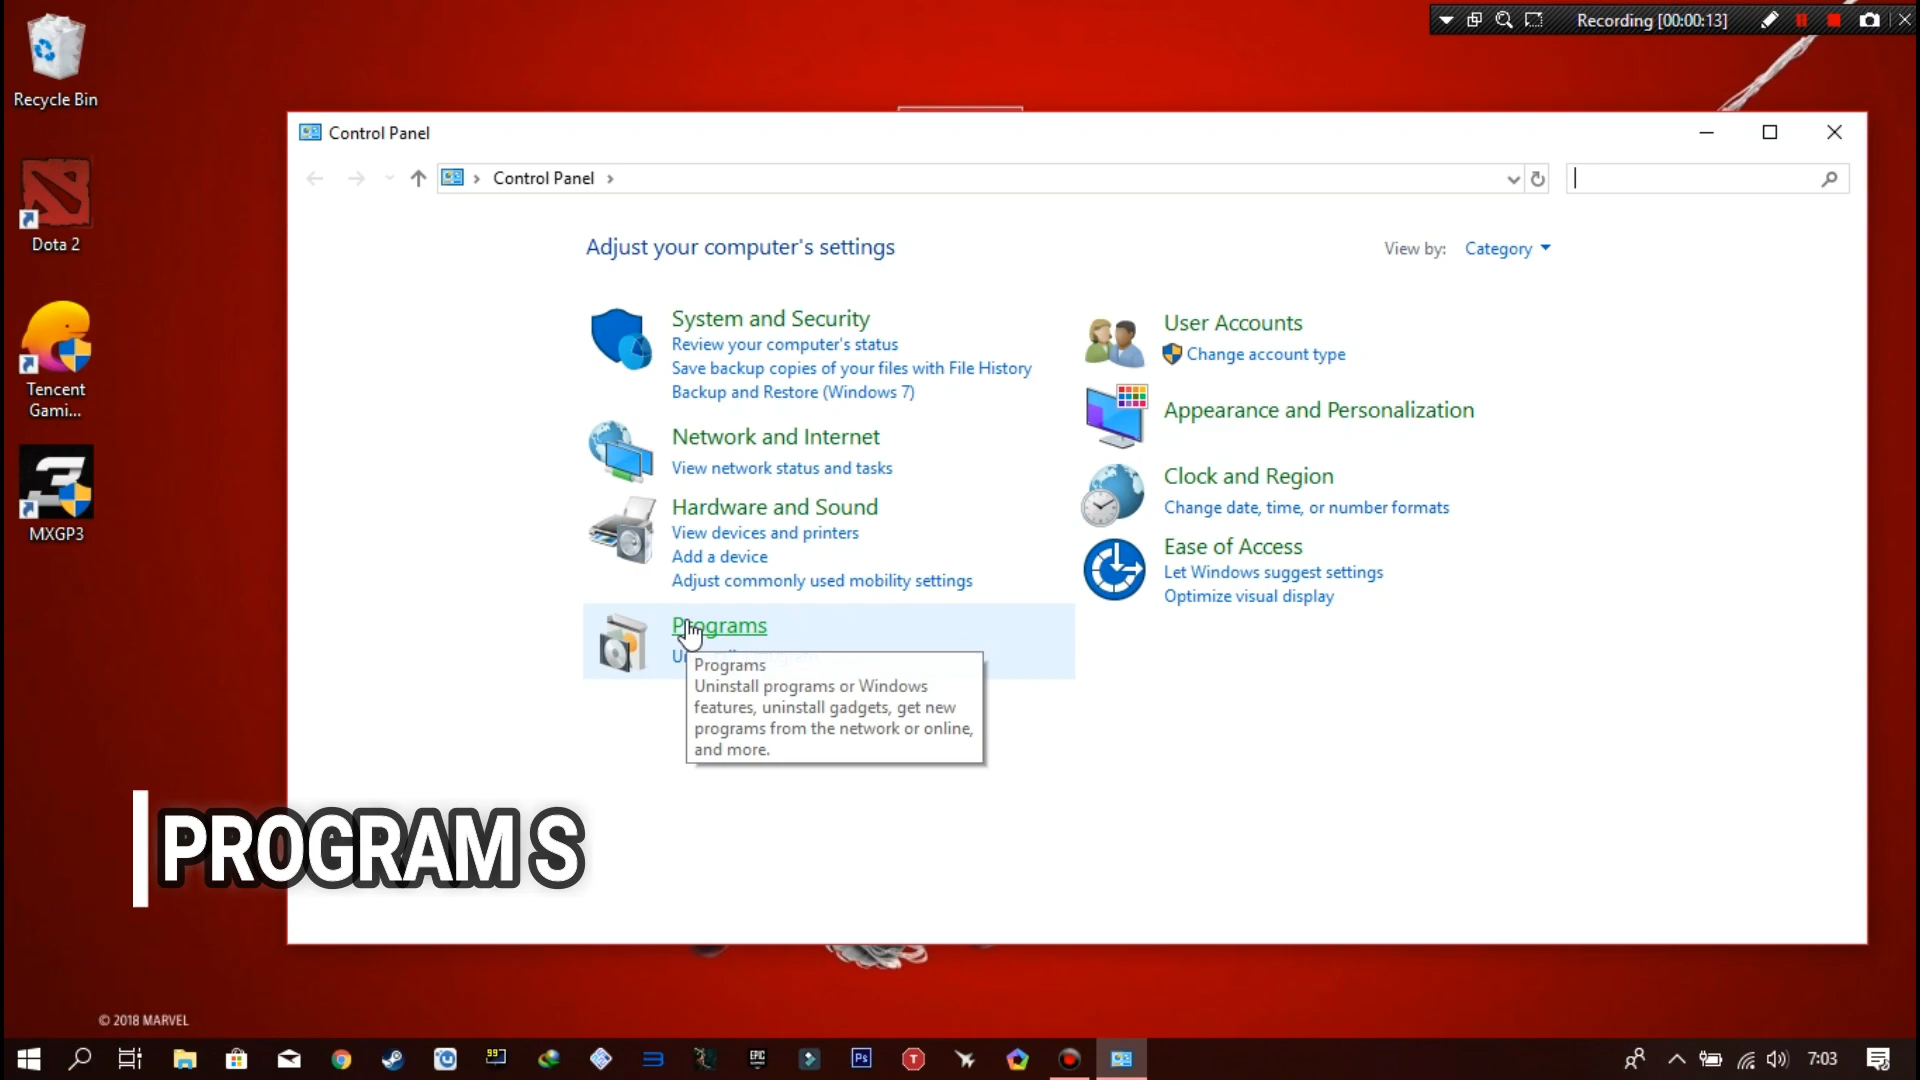 Recording [00:00:13]
Recycle Bin
Dota 2
Tencent
Gami...
MXGP3
Control Panel
Control Panel
Adjust your computer's settings
View by: Category
System and Security
Review your computer's status
Save backup copies of your files with File History
Backup and Restore (Windows 7)
Network and Internet
View network status and tasks
Hardware and Sound
View devices and printers
Add a device
Adjust commonly used mobility settings
Programs
Programs
Uninstall programs or Windows
features, uninstall gadgets, get new
programs from the network or online,
and more.
User Accounts
Change account type
Appearance and Personalization
Clock and Region
Change date, time, or number formats
Ease of Access
Let Windows suggest settings
Optimize visual display
PROGRAMS
© 2018 MARVEL
99
EPIC
Ps
T
7:03